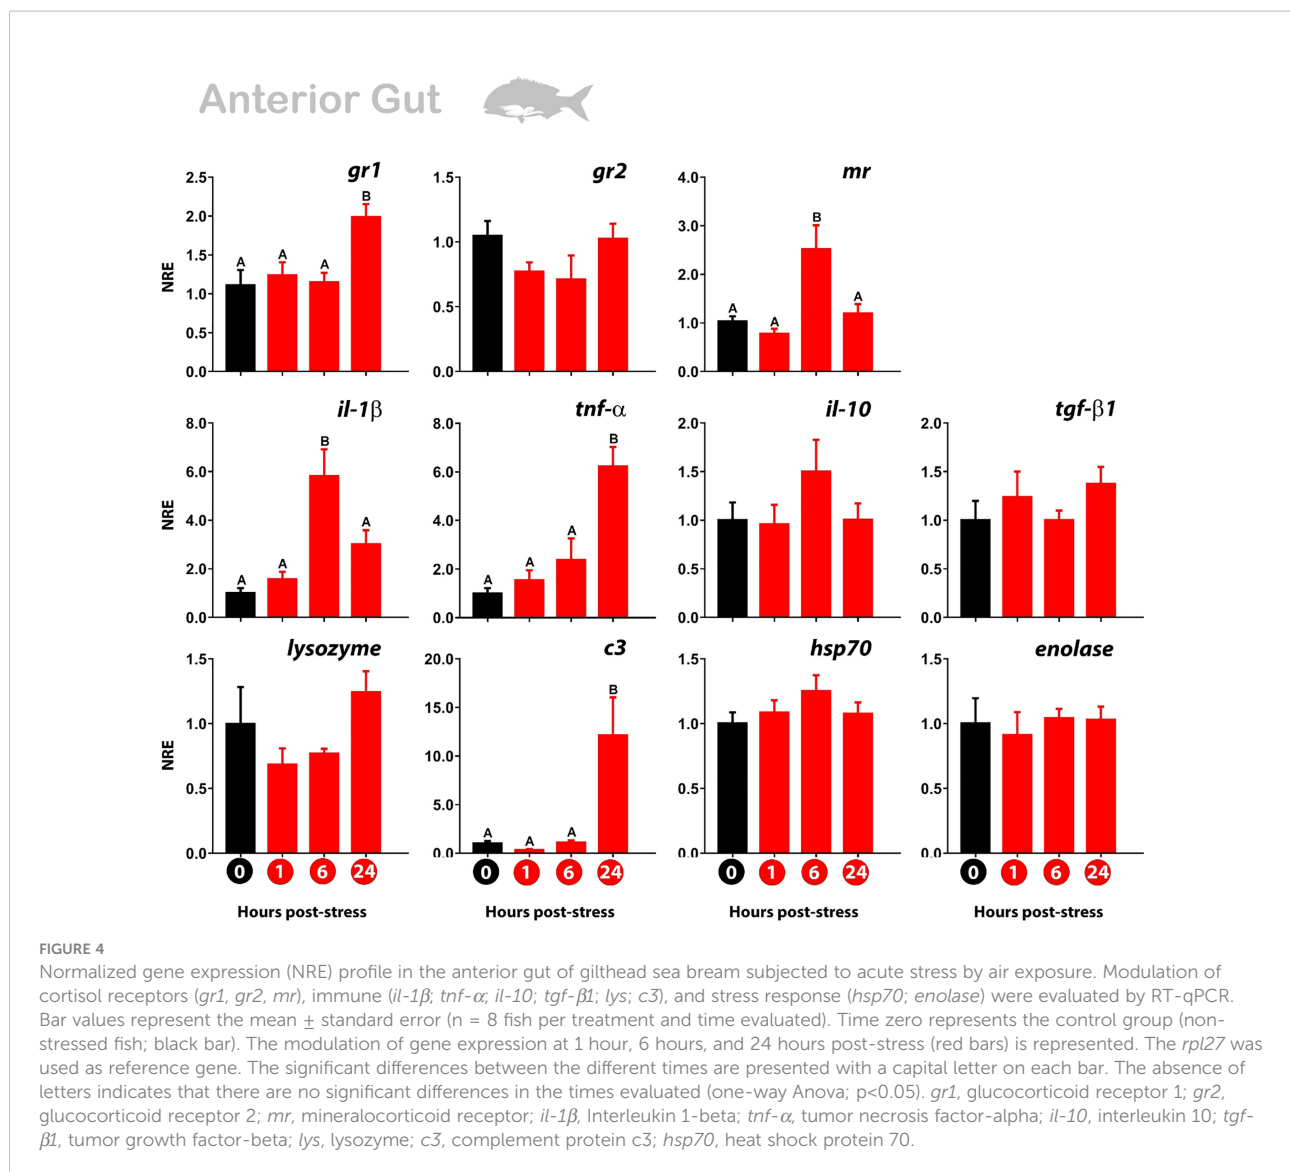 Anterior Gut
gr1
gr2
mr
2.5
2.0
1.5
1.0
0.5
0.0
NRE
A
A
A
B
1.5
1.0
0.5
0.0
4.0
3.0
2.0
1.0
0.0
A
A
B
A
il-1β
tnf-α
il-10
tgf-β1
8.0
6.0
4.0
2.0
0.0
NRE
A
A
B
A
8.0
6.0
4.0
2.0
0.0
A
A
A
B
2.0
1.5
1.0
0.5
0.0
2.0
1.5
1.0
0.5
0.0
lysozyme
c3
hsp70
enolase
1.5
1.0
0.5
0.0
NRE
20.0
15.0
10.0
5.0
0.0
A
A
A
B
1.5
1.0
0.5
0.0
1.5
1.0
0.5
0.0
0 1 6 24
0 1 6 24
0 1 6 24
0 1 6 24
Hours post-stress
Hours post-stress
Hours post-stress
Hours post-stress
FIGURE 4
Normalized gene expression (NRE) profile in the anterior gut of gilthead sea bream subjected to acute stress by air exposure. Modulation of
cortisol receptors (gr1, gr2, mr), immune (il-1β; tnf-α; il-10; tgf-β1; lys; c3), and stress response (hsp70; enolase) were evaluated by RT-qPCR.
Bar values represent the mean ± standard error (n = 8 fish per treatment and time evaluated). Time zero represents the control group (non-
stressed fish; black bar). The modulation of gene expression at 1 hour, 6 hours, and 24 hours post-stress (red bars) is represented. The rpl27 was
used as reference gene. The significant differences between the different times are presented with a capital letter on each bar. The absence of
letters indicates that there are no significant differences in the times evaluated (one-way Anova; p<0.05). gr1, glucocorticoid receptor 1; gr2,
glucocorticoid receptor 2; mr, mineralocorticoid receptor; il-1β, Interleukin 1-beta; tnf-α, tumor necrosis factor-alpha; il-10, interleukin 10; tgf-
β1, tumor growth factor-beta; lys, lysozyme; c3, complement protein c3; hsp70, heat shock protein 70.